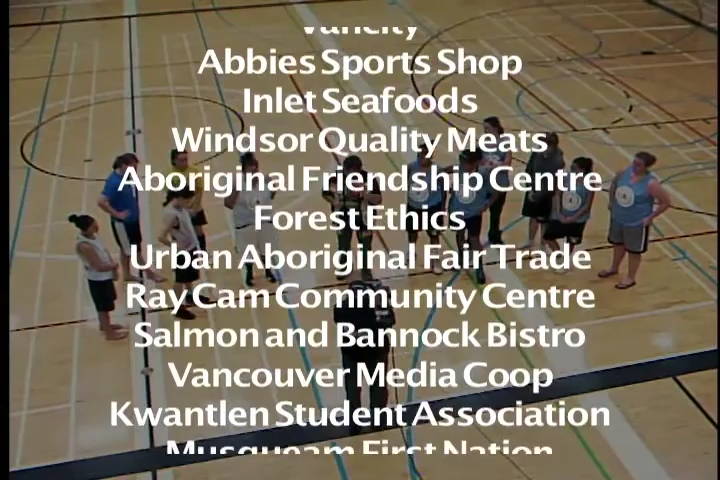 Vancity
Abbies Sports Shop
Inlet Seafoods
Windsor Quality Meats
Aboriginal Friendship Centre
Forest Ethics
Urban Aboriginal Fair Trade
Ray Cam Community Centre
Salmon and Bannock Bistro
Vancouver Media Coop
Kwantlen Student Association
Musqueam First Nation